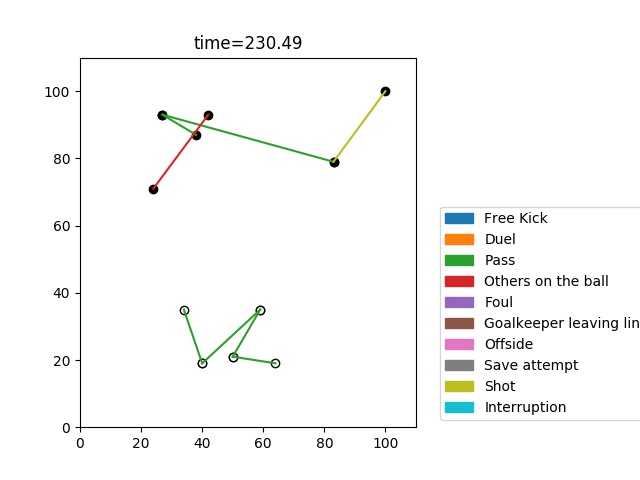 time=230.49
100
80
60
40
20
0
0 20 40 60 80 100
Free Kick
Duel
Pass
Others on the ball
Foul
Goalkeeper leaving lin
Offside
Save attempt
Shot
Interruption